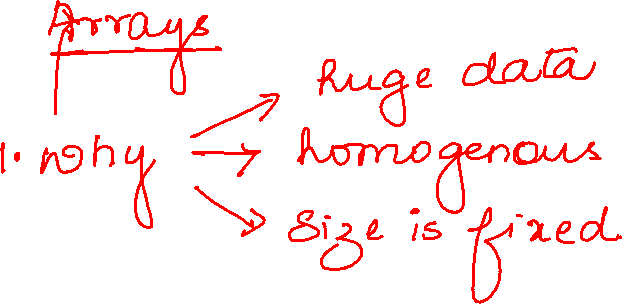 Arrays
huge data
1. Why homogenous
Size is fixed